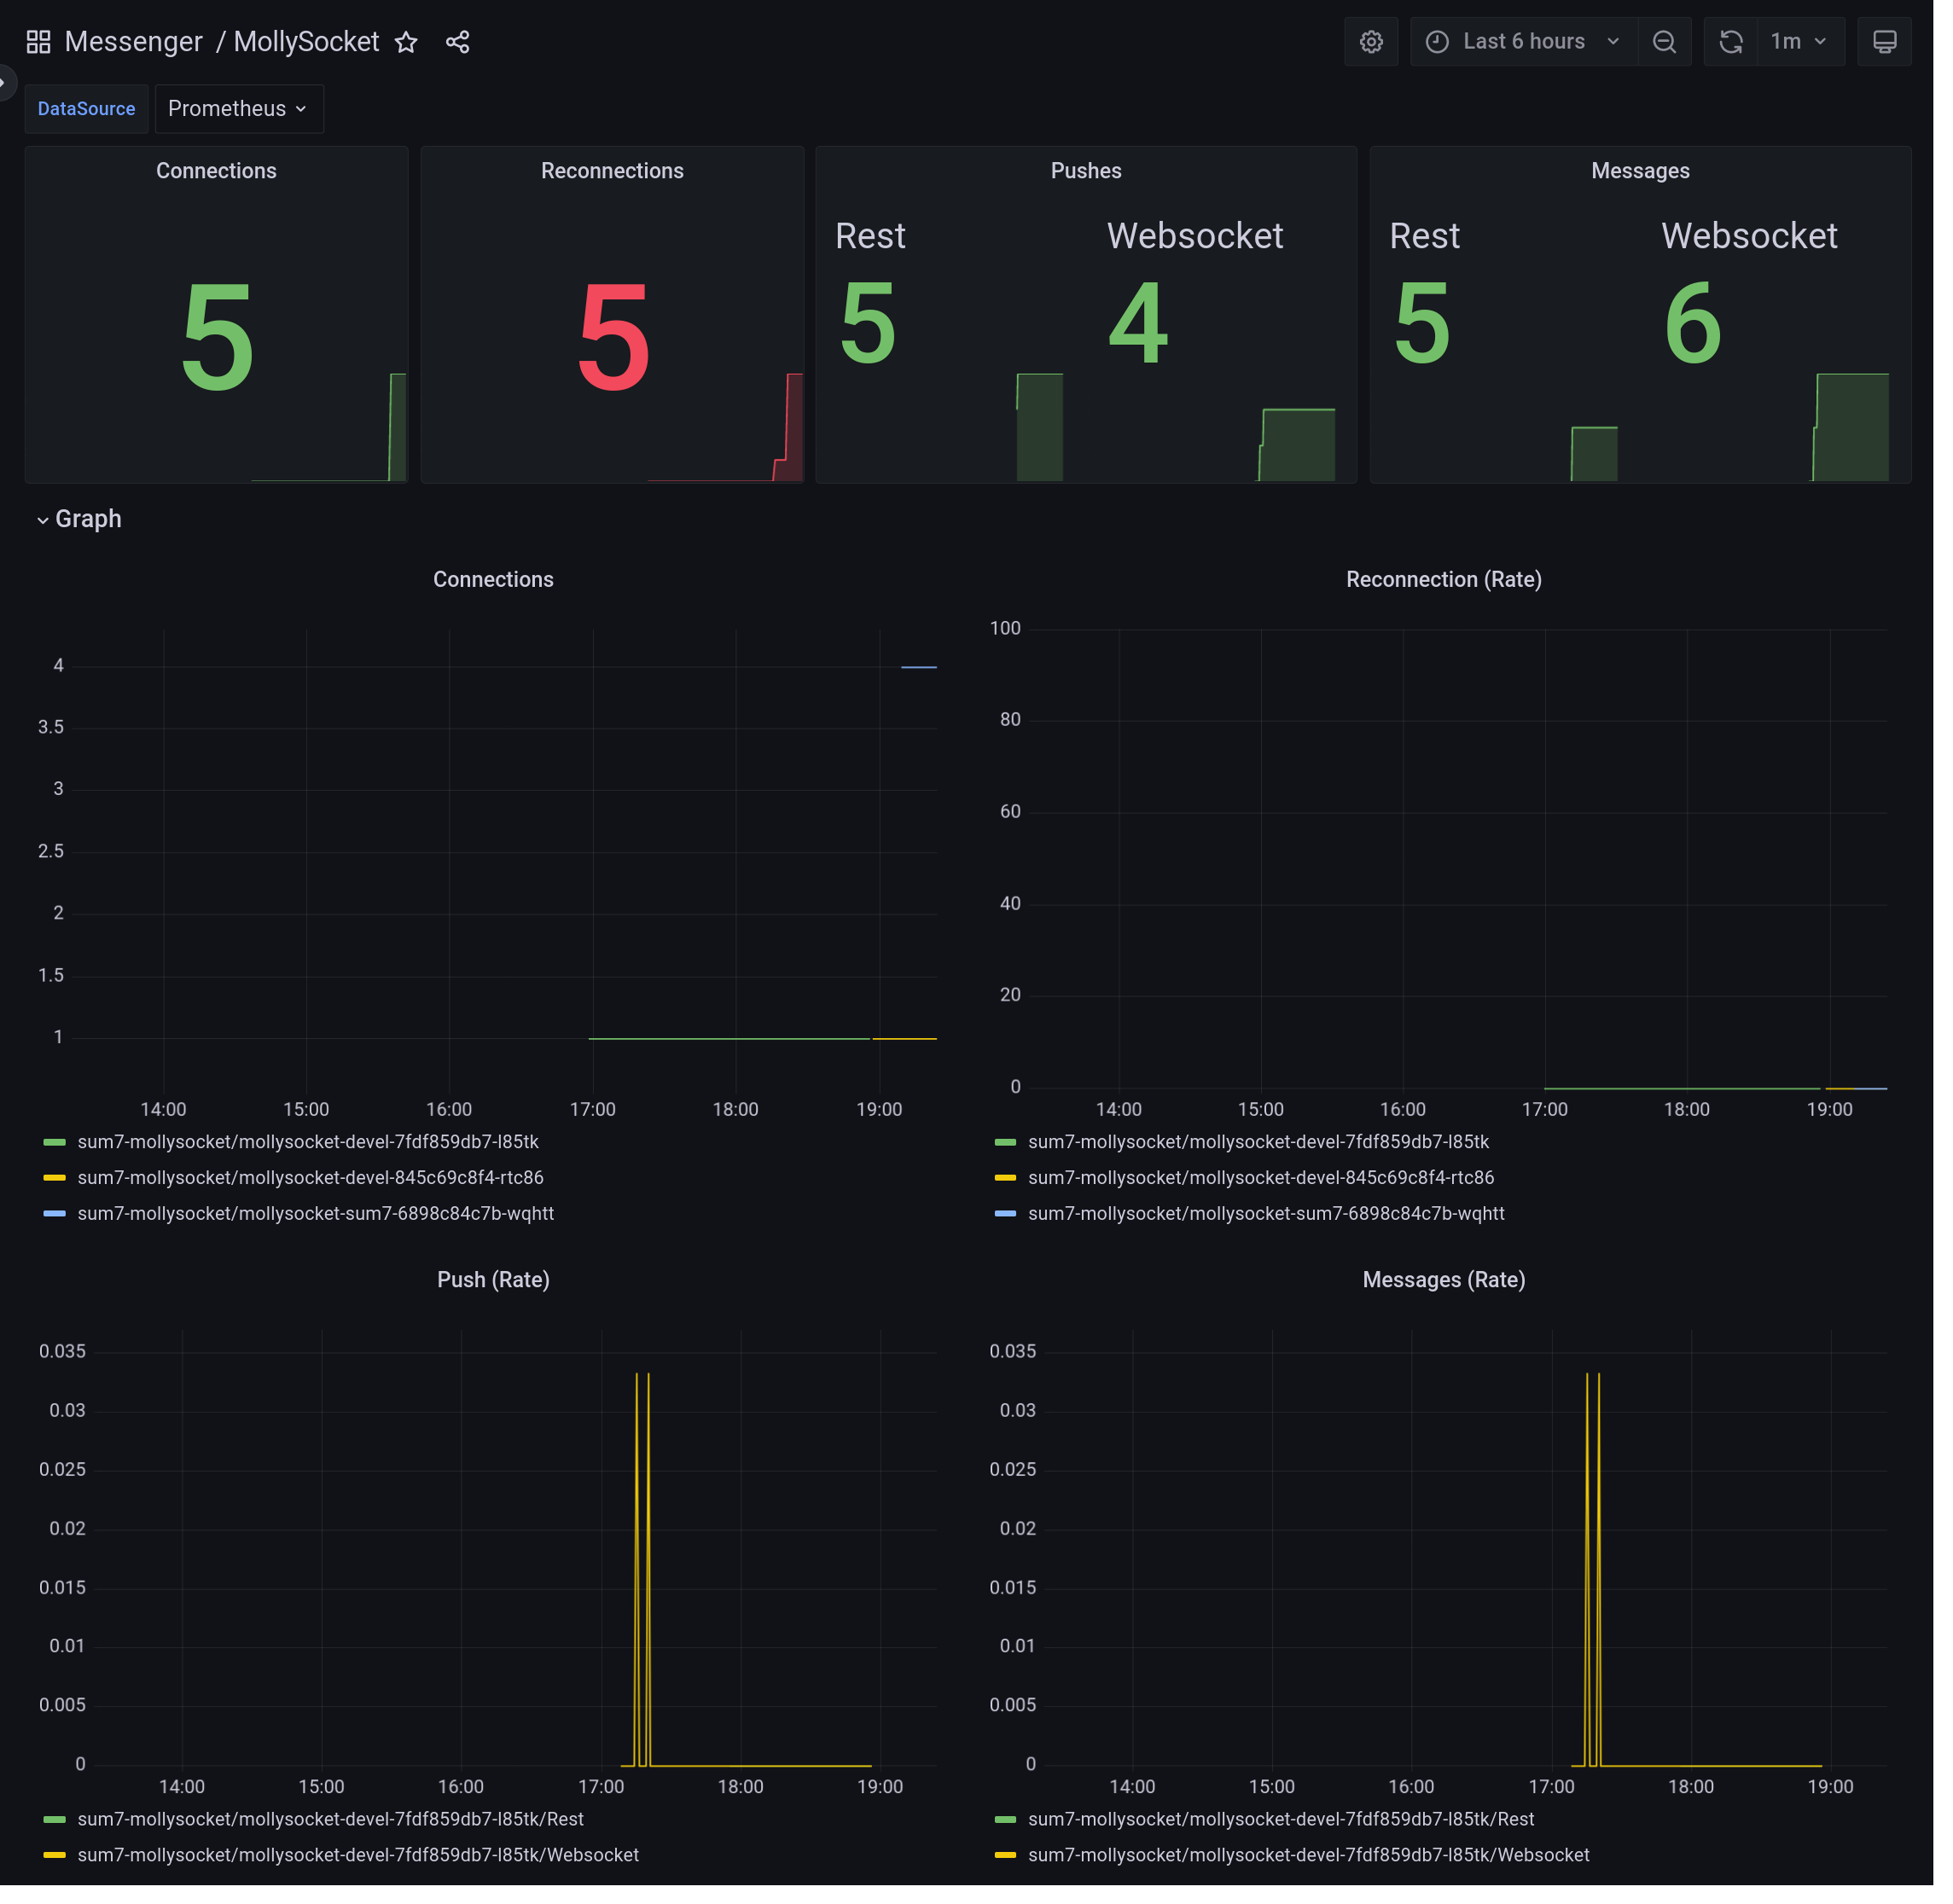 Messenger / MollySocket
Last 6 hours
1m
DataSource
Prometheus
Connections
Reconnections
Pushes
Messages
5
5
Rest
Websocket
5
4
Rest
Websocket
5
6
Graph
Connections
4
3.5
3
2.5
2
1.5
1
14:00 15:00 16:00 17:00 18:00 19:00
sum7-mollysocket/mollysocket-devel-7fdf859db7-l85tk
sum7-mollysocket/mollysocket-devel-845c69c8f4-rtc86
sum7-mollysocket/mollysocket-sum7-6898c84c7b-wqhtt
Reconnection (Rate)
100
80
60
40
20
0
14:00 15:00 16:00 17:00 18:00 19:00
sum7-mollysocket/mollysocket-devel-7fdf859db7-l85tk
sum7-mollysocket/mollysocket-devel-845c69c8f4-rtc86
sum7-mollysocket/mollysocket-sum7-6898c84c7b-wqhtt
Push (Rate)
0.035
0.03
0.025
0.02
0.015
0.01
0.005
0
14:00 15:00 16:00 17:00 18:00 19:00
sum7-mollysocket/mollysocket-devel-7fdf859db7-l85tk/Rest
sum7-mollysocket/mollysocket-devel-7fdf859db7-l85tk/Websocket
Messages (Rate)
0.035
0.03
0.025
0.02
0.015
0.01
0.005
0
14:00 15:00 16:00 17:00 18:00 19:00
sum7-mollysocket/mollysocket-devel-7fdf859db7-l85tk/Rest
sum7-mollysocket/mollysocket-devel-7fdf859db7-l85tk/Websocket